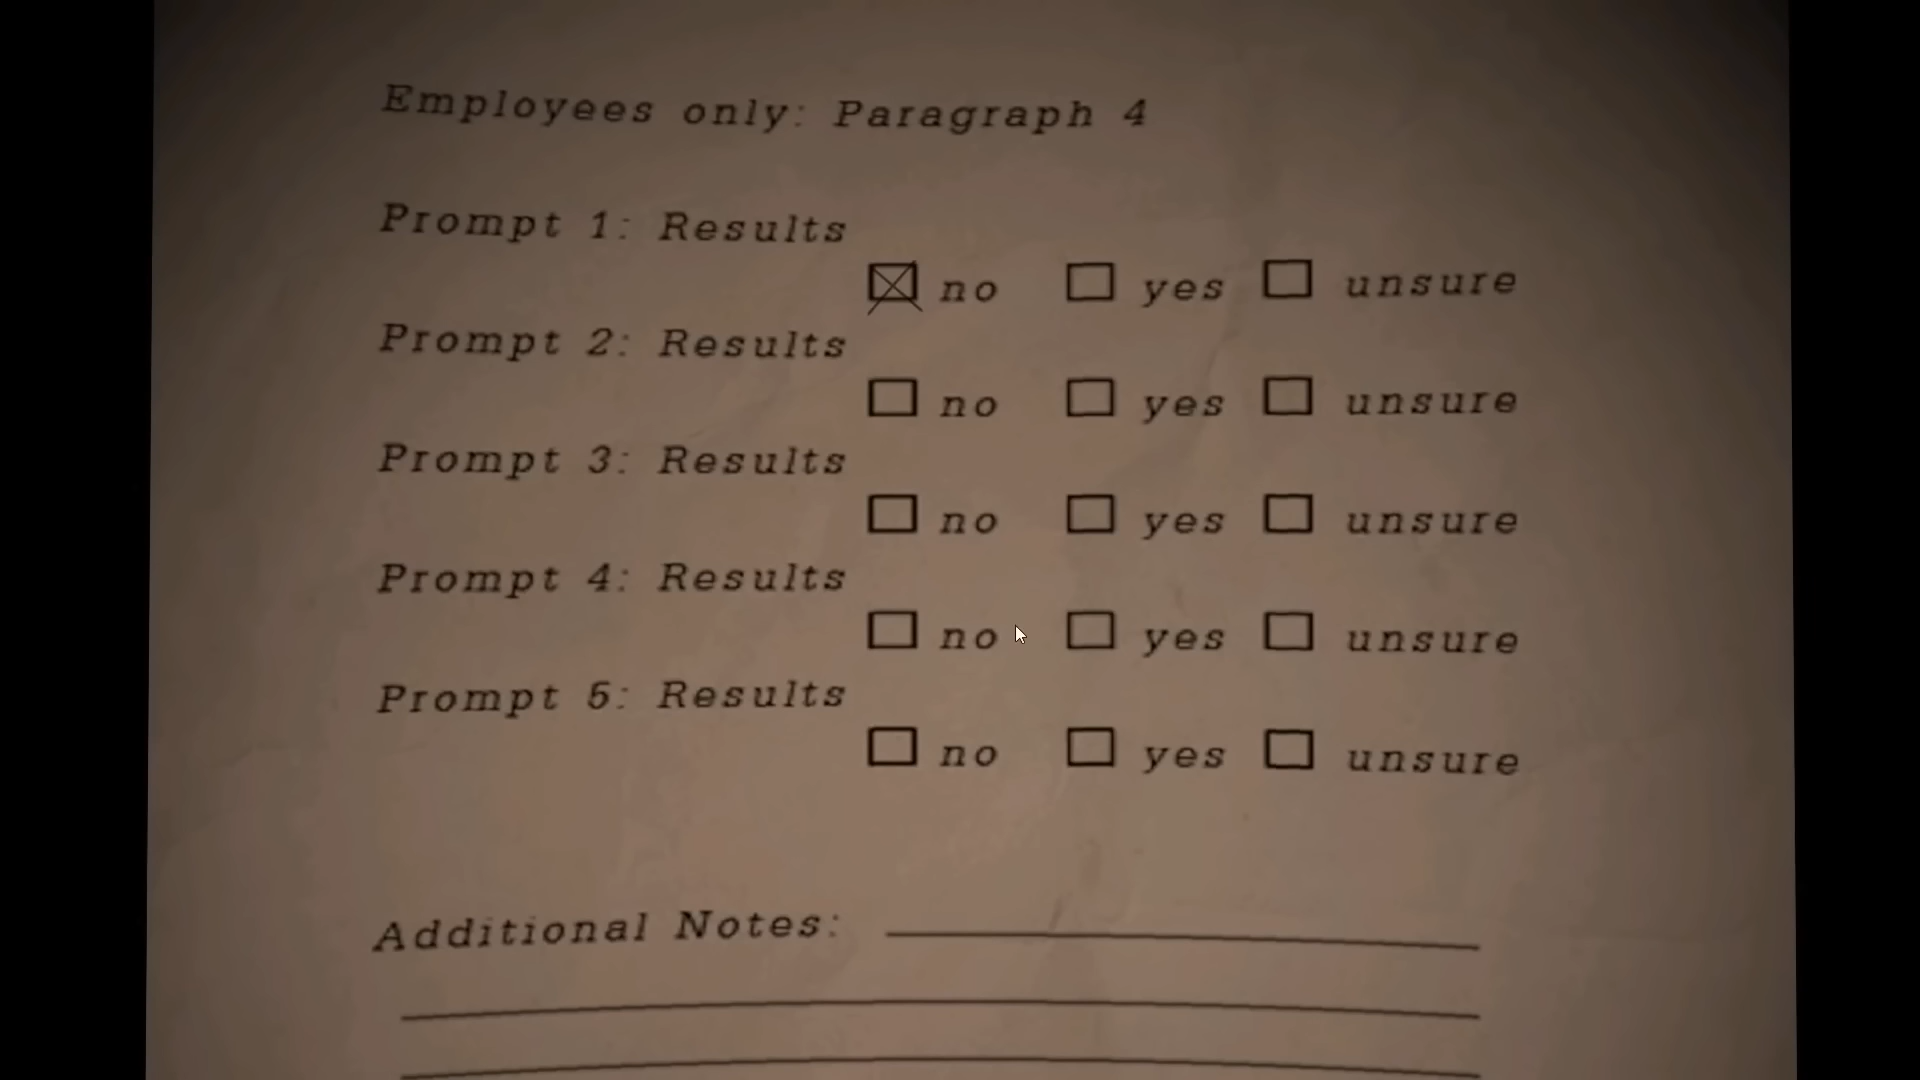 Employees only: Paragraph 4
Prompt 1: Results
no yes unsure
Prompt 2: Results
no yes unsure
Prompt 3: Results
no yes unsure
Prompt 4: Results
no yes unsure
Prompt 5: Results
no yes unsure
Additional Notes: